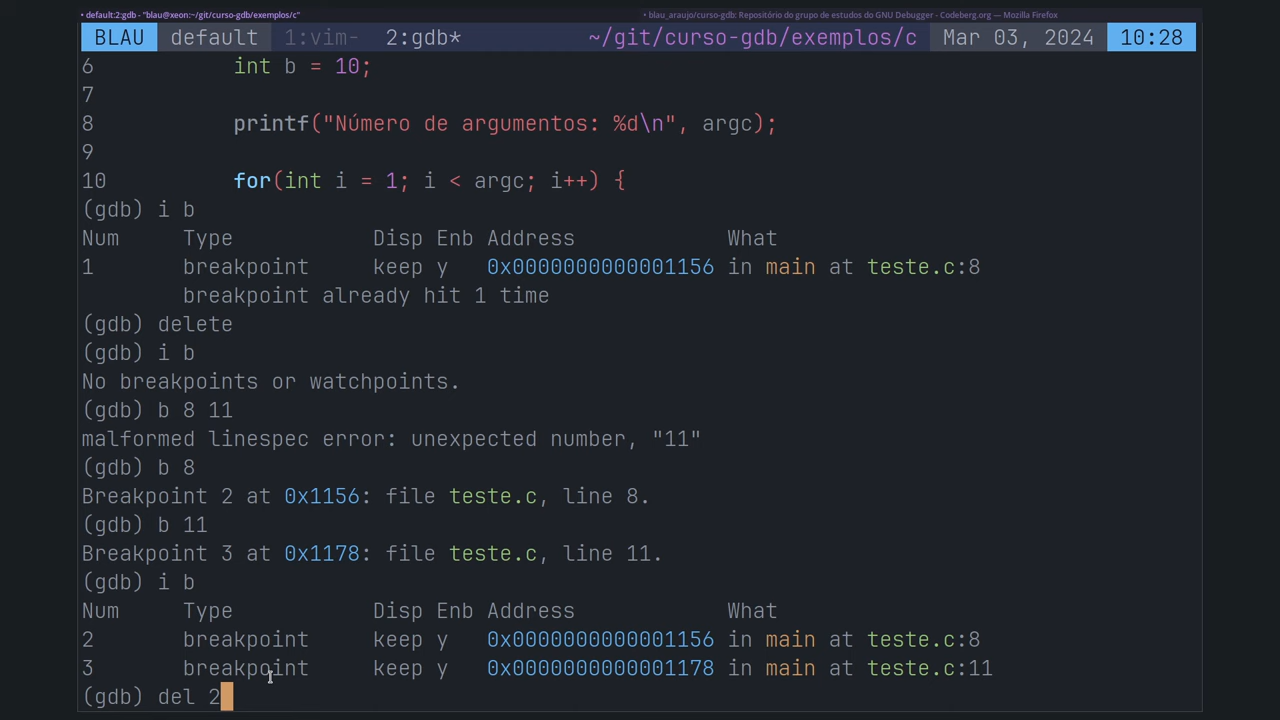 • default:2:gdb - "blau@xeon:~/git/curso-gdb/exemplos/c"
• blau_araujo/curso-gdb: Repositório do grupo de estudos do GNU Debugger - Codeberg.org — Mozilla Firefox
BLAU default 1:vim- 2:gdb* ~/git/curso-gdb/exemplos/c Mar 03, 2024 10:28
6 int b = 10;
7
8 printf("Número de argumentos: %d\n", argc);
9
10 for(int i = 1; i < argc; i++) {
(gdb) i b
Num Type Disp Enb Address What
1 breakpoint keep y 0x0000000000001156 in main at teste.c:8
breakpoint already hit 1 time
(gdb) delete
(gdb) i b
No breakpoints or watchpoints.
(gdb) b 8 11
malformed linespec error: unexpected number, "11"
(gdb) b 8
Breakpoint 2 at 0x1156: file teste.c, line 8.
(gdb) b 11
Breakpoint 3 at 0x1178: file teste.c, line 11.
(gdb) i b
Num Type Disp Enb Address What
2 breakpoint keep y 0x0000000000001156 in main at teste.c:8
3 breakpoint keep y 0x0000000000001178 in main at teste.c:11
(gdb) del 2